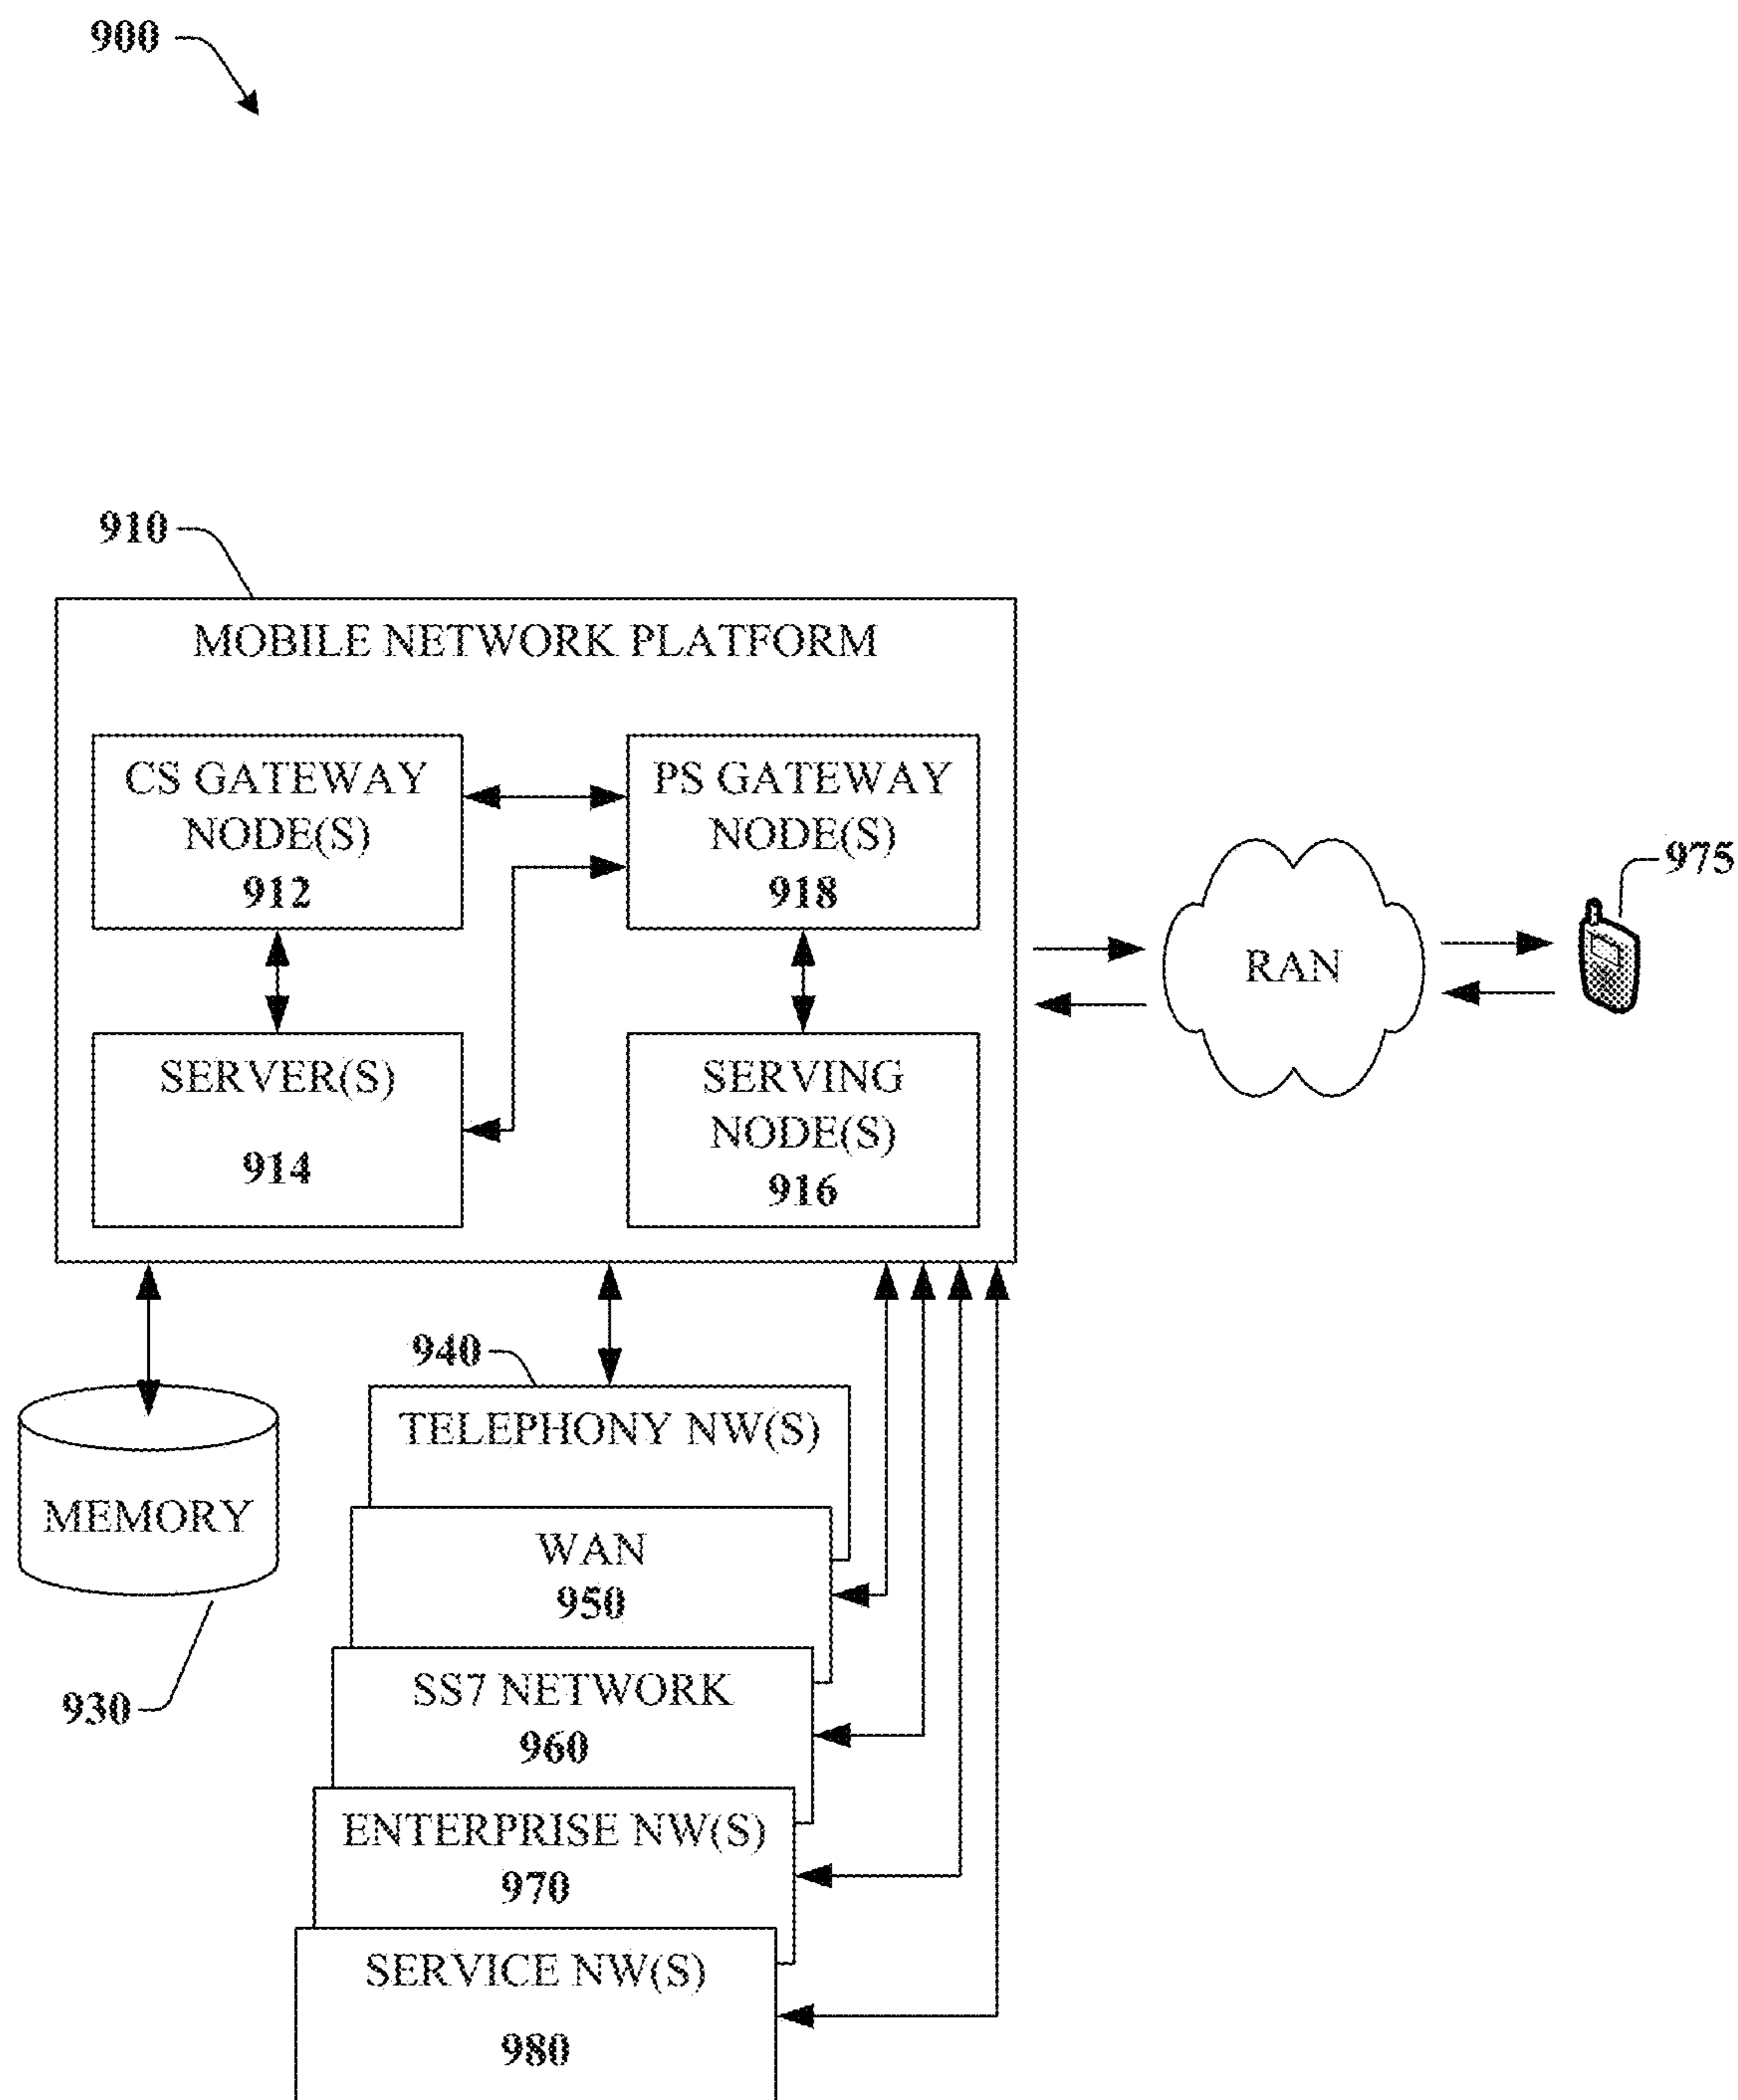 900
910
MOBILE NETWORK PLATFORM
CS GATEWAY
NODE(S)
912
PS GATEWAY
NODE(S)
918
SERVER(S)
914
SERVING
NODE(S)
916
RAN
975
940
TELEPHONY NW(S)
MEMORY
930
WAN
950
SS7 NETWORK
960
ENTERPRISE NW(S)
970
SERVICE NW(S)
980